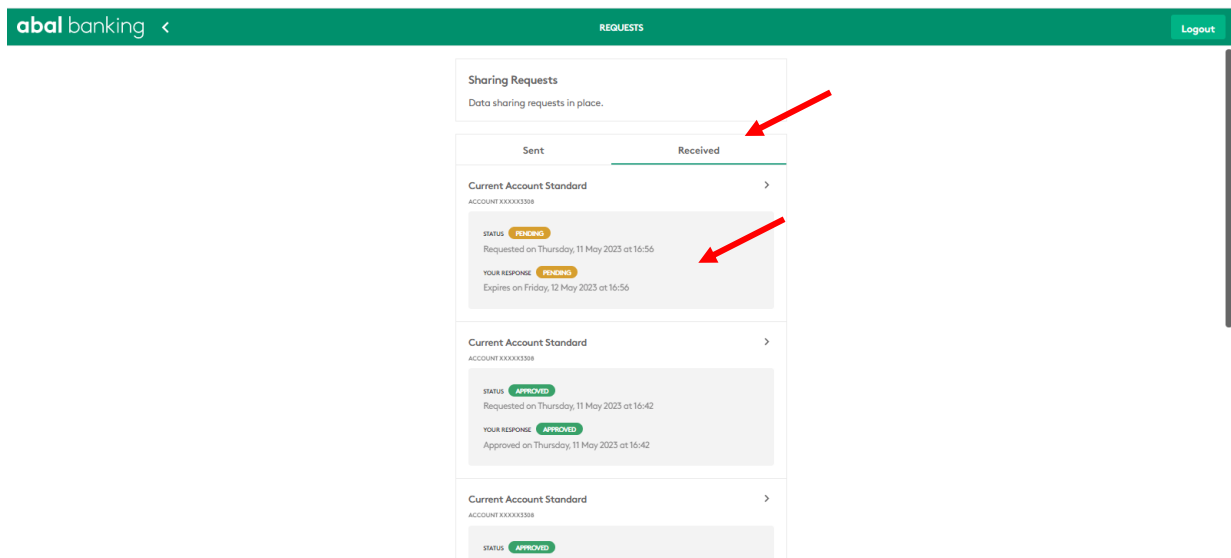 abal banking < REQUESTS Logout
Sharing Requests
Data sharing requests in place.
Sent Received
Current Account Standard >
ACCOUNT XXXXX3308
STATUS PENDING
Requested on Thursday, 11 May 2023 at 16:56
YOUR RESPONSE PENDING
Expires on Friday, 12 May 2023 at 16:56
Current Account Standard >
ACCOUNT XXXXX3308
STATUS APPROVED
Requested on Thursday, 11 May 2023 at 16:42
YOUR RESPONSE APPROVED
Approved on Thursday, 11 May 2023 at 16:42
Current Account Standard >
ACCOUNT XXXXX3308
STATUS APPROVED